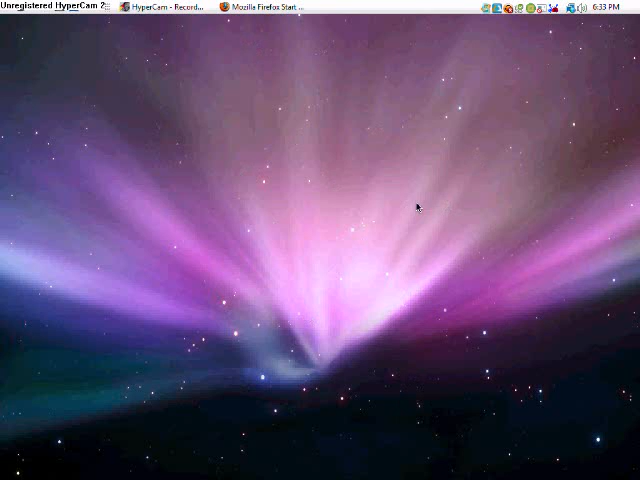 Unregistered HyperCam 2
HyperCam - Record...
Mozilla Firefox Start ...
6:33 PM